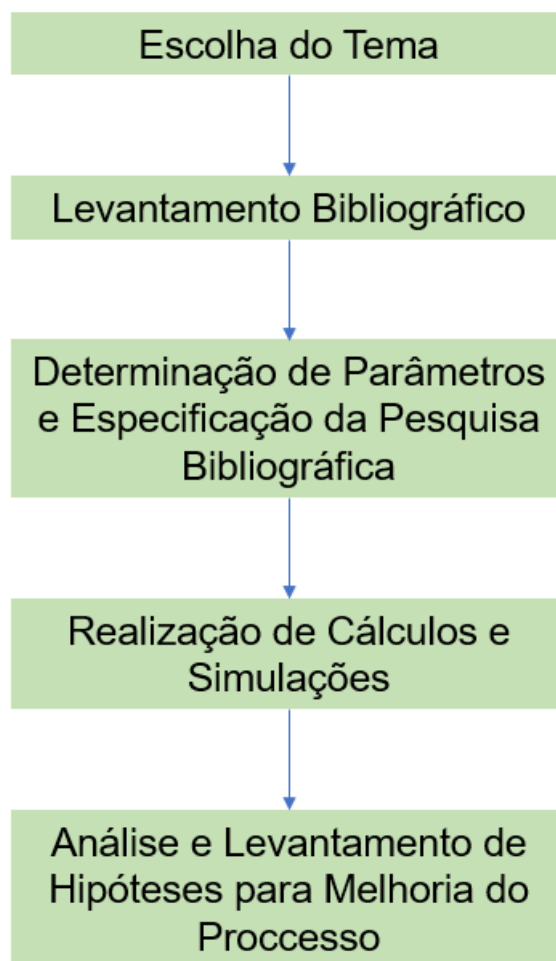 Escolha do Tema
Levantamento Bibliográfico
Determinação de Parâmetros
e Especificação da Pesquisa
Bibliográfica
Realização de Cálculos e
Simulações
Análise e Levantamento de
Hipóteses para Melhoria do
Proccesso